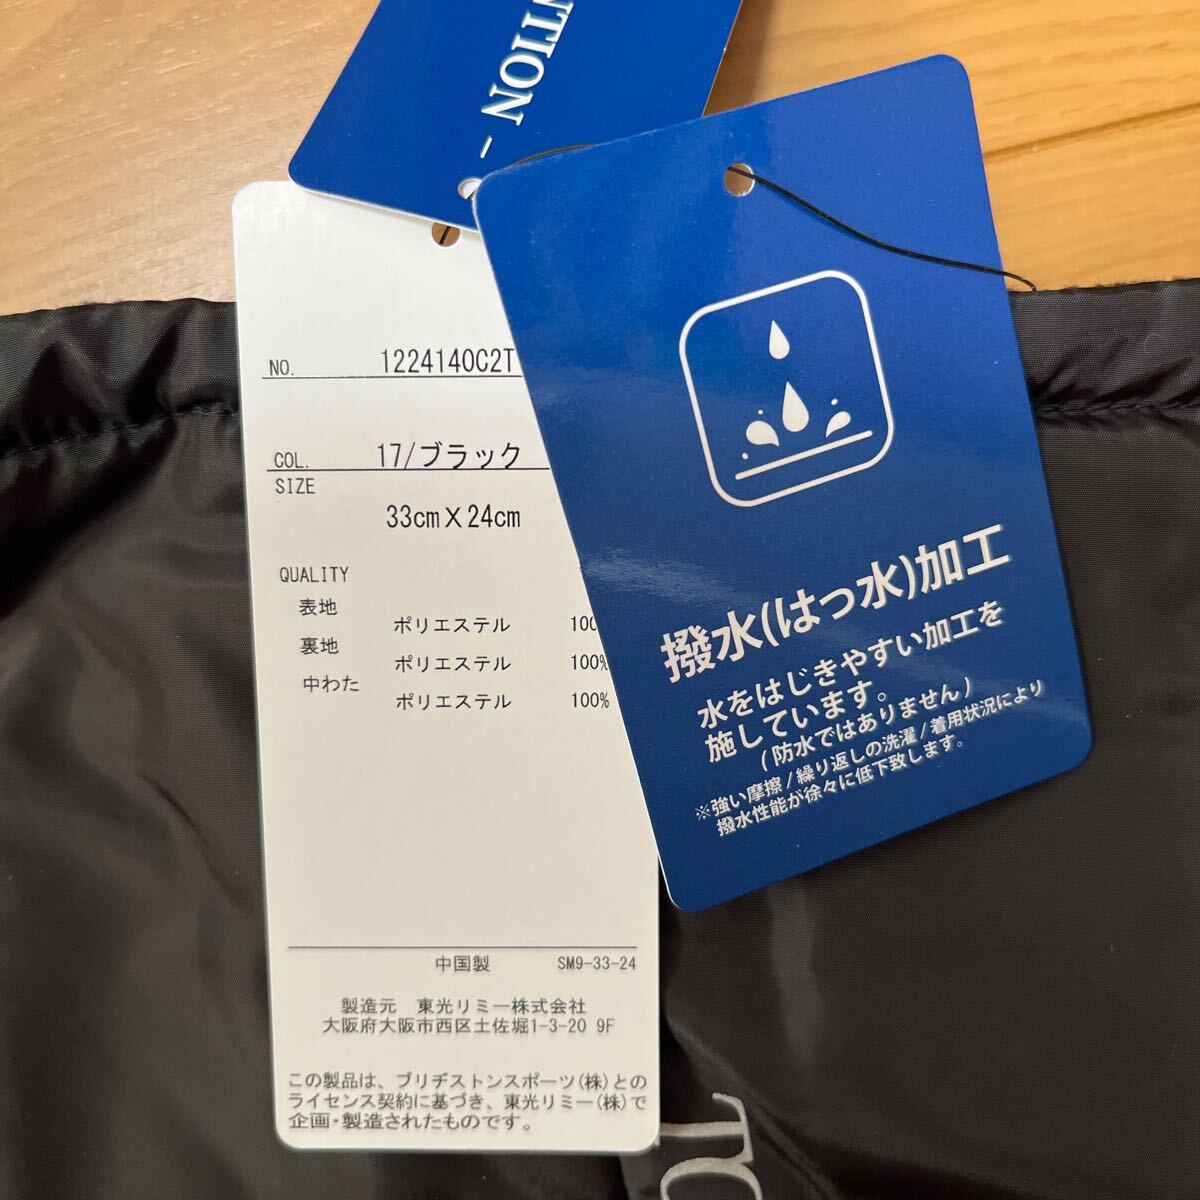 NO. 1224140C2T
COL. 17/ブラック
SIZE
33cm×24cm
QUALITY
表地 ポリエステル
裏地 ポリエステル 100%
中わた ポリエステル 100%
中国製 SM9-33-24
製造元 東光リミー株式会社
大阪府大阪市西区土佐堀1-3-20 9F
この製品は、ブリヂストンスポーツ(株)との
ライセンス契約に基づき、東光リミー(株)で
企画・製造されたものです。
撥水(はっ水)加工
水をはじきやすい加工を
施しています。
(防水ではありません)
※強い摩擦/繰り返しの洗濯/着用状況により
撥水性能が徐々に低下致します。